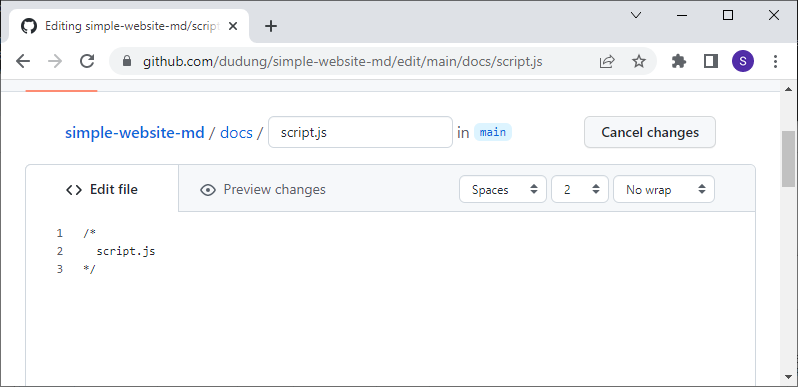 Editing simple-website-md/script
github.com/dudung/simple-website-md/edit/main/docs/script.js
S
simple-website-md / docs / script.js in main Cancel changes
Edit file Preview changes Spaces 2 No wrap
1 /*
2 script.js
3 */